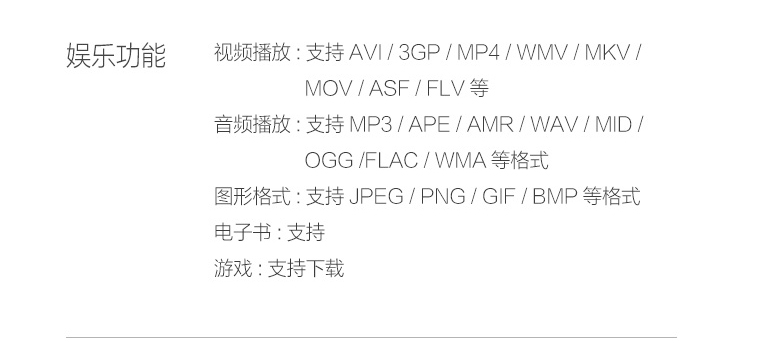 娱乐功能
视频播放 : 支持 AVI / 3GP / MP4 / WMV / MKV /
MOV / ASF / FLV 等
音频播放 : 支持 MP3 / APE / AMR / WAV / MID /
OGG /FLAC / WMA 等格式
图形格式 : 支持 JPEG / PNG / GIF / BMP 等格式
电子书 : 支持
游戏 : 支持下载